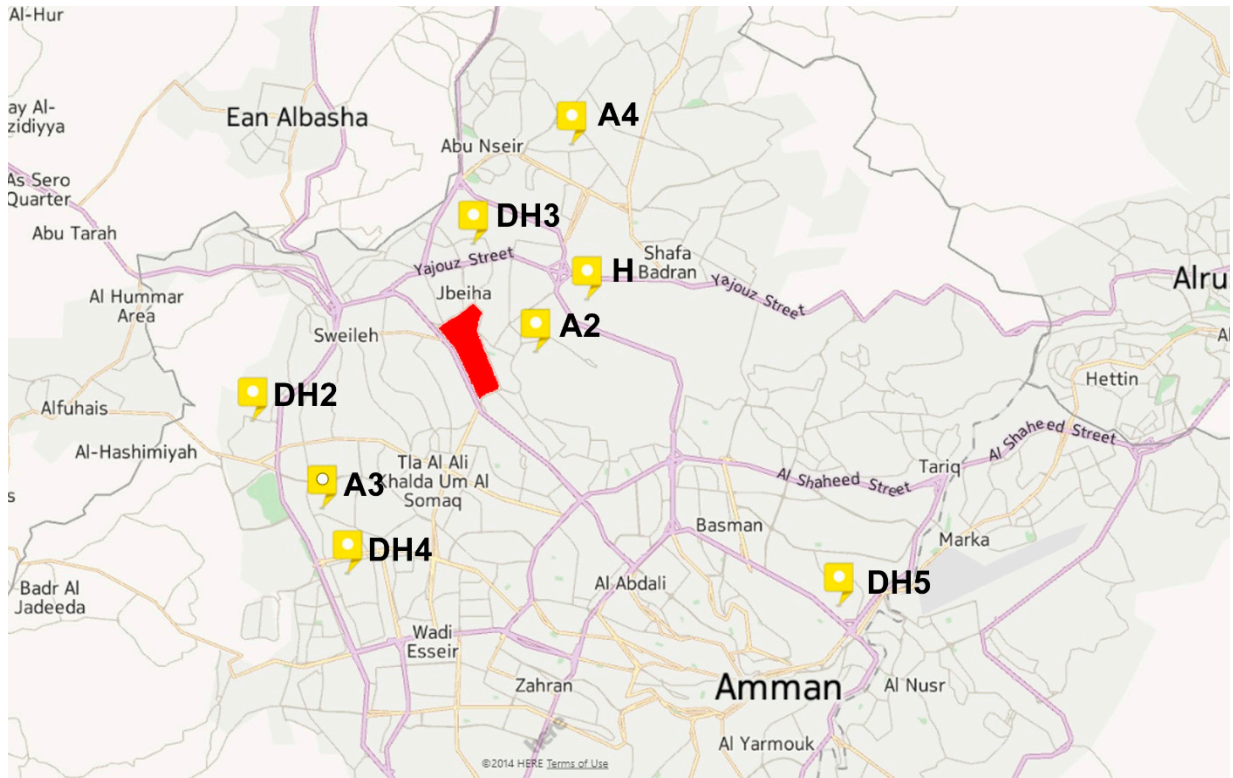 Al-Hur
ay Al-
zidiyya
Ean Albasha
A4
Abu Nseir
As Sero
Quarter
DH3
Abu Tarah
Yajouz Street
H
Shafa
Badran
Yajouz Street
Alru
Al Hummar
Area
Jbeiha
Sweileh
A2
Al
Hettin
DH2
Alfuhais
Al-Hashimiyah
Al Shaheed Street
Tla Al Ali
Khalda Um Al
Somaq
Tariq
Al Shaheed Street
A3
s
Basman
Marka
DH4
Al Abdali
DH5
Badr Al
Jadeeda
Wadi
Esseir
Zahran
Amman
Al Nusr
here
Al Yarmouk
©2014 HERE Terms of Use